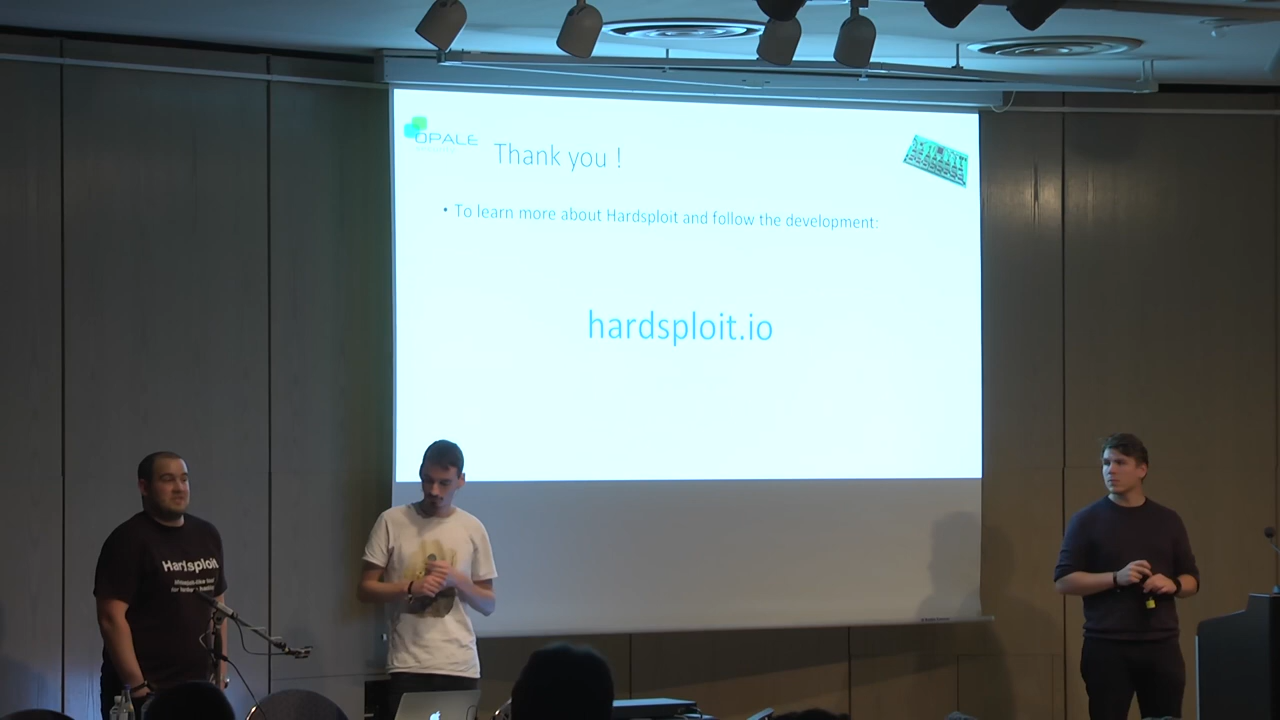 OPALE
Thank you !
• To learn more about Hardsploit and follow the development:
hardsploit.io
Hardsploit